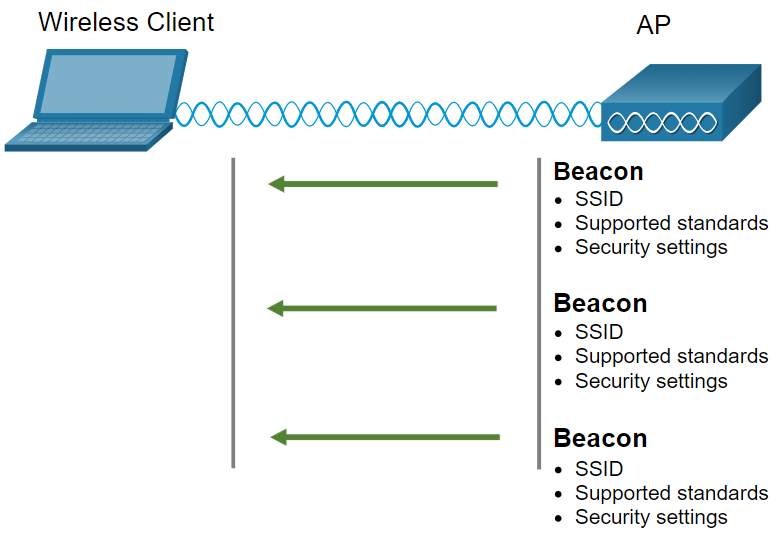 Wireless Client
AP
Beacon
• SSID
• Supported standards
• Security settings
Beacon
• SSID
• Supported standards
• Security settings
Beacon
• SSID
• Supported standards
• Security settings